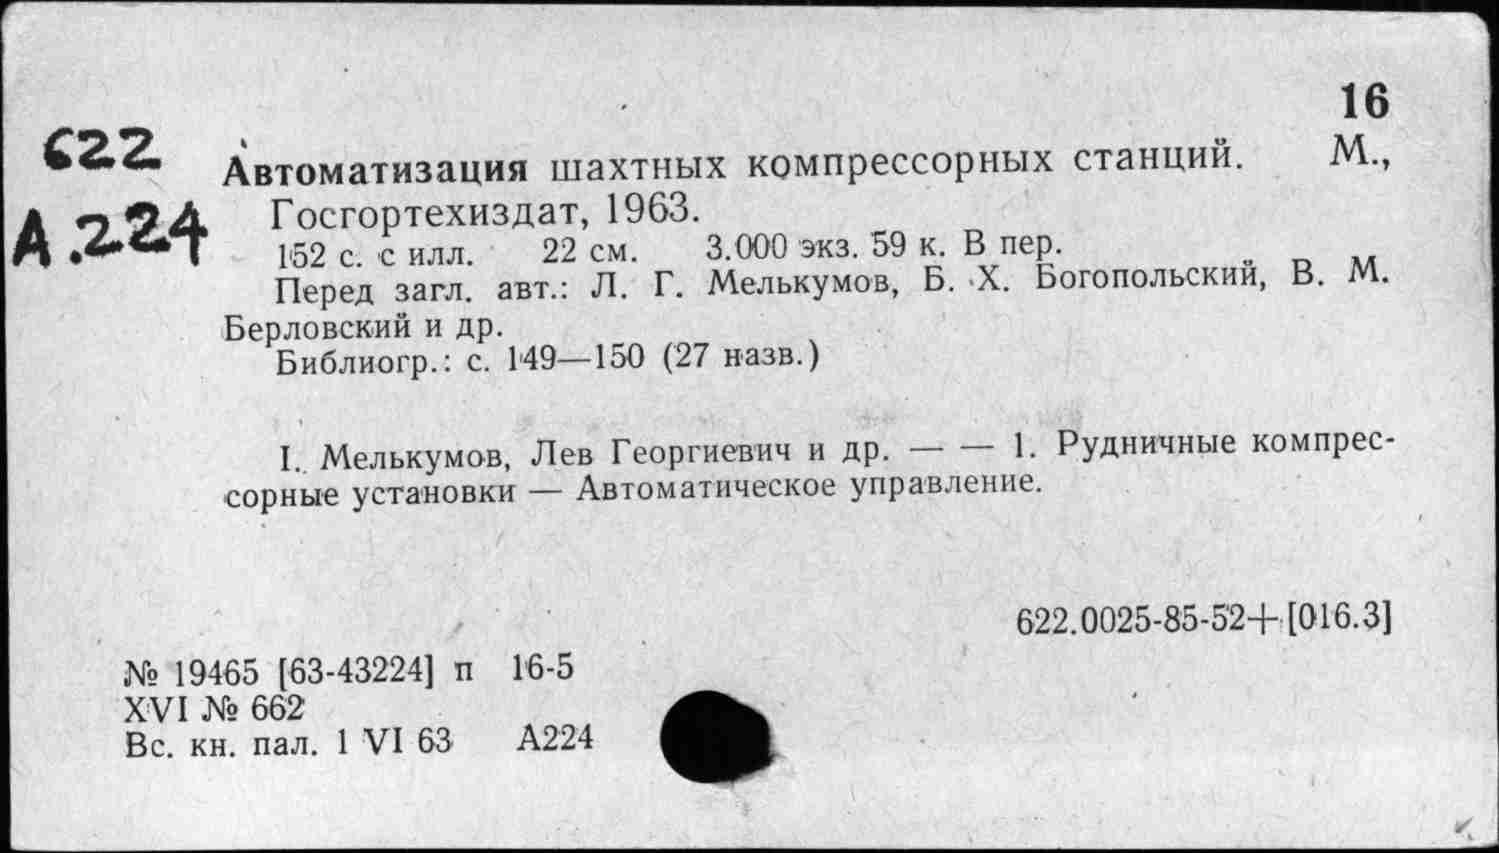 16
622
Автоматизация шахтных компрессорных станций. М.,
А.224
Госгортехиздат, 1963.
152 с. с илл. 22 см. 3.000 экз. 59 к. В пер.
Перед загл. авт.: Л. Г. Мелькумов, Б. Х. Богопольский, В. М.
Берловский и др.
Библиогр.: с. 149—150 (27 назв.)
I. Мелькумов, Лев Георгиевич и др. — — 1. Рудничные компрес-
сорные установки — Автоматическое управление.
622.0025-85-52+[016.3]
№ 19465 [63-43224] п 16-5
XVI № 662
Вс. кн. пал. 1 VI 63 А224